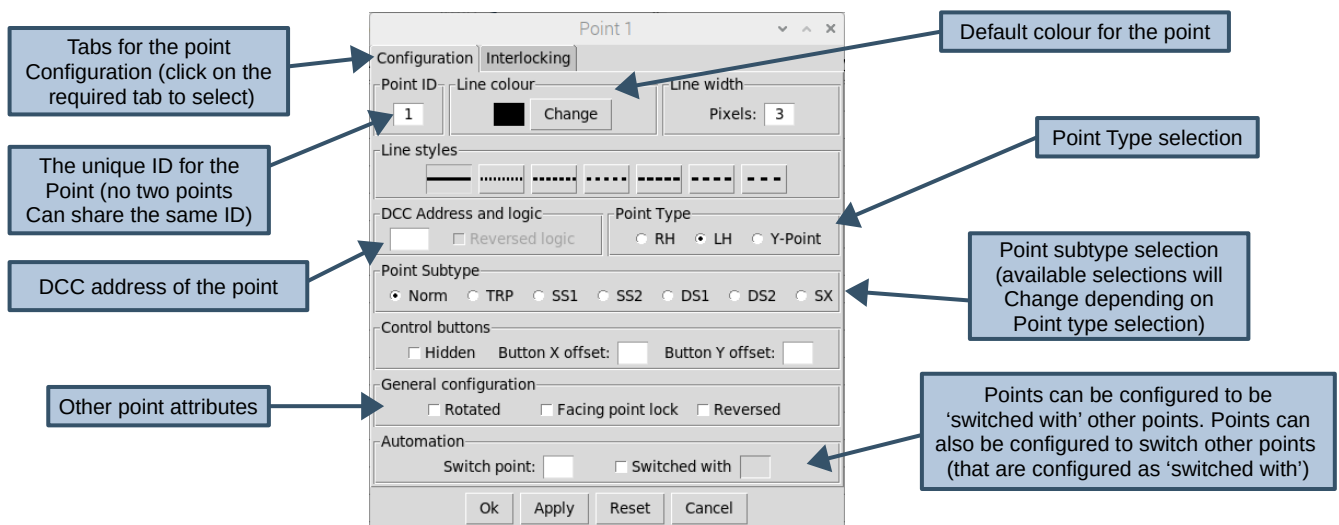 Tabs for the point
Configuration (click on the
required tab to select)
The unique ID for the
Point (no two points
Can share the same ID)
DCC address of the point
Other point attributes
Point 1
Configuration Interlocking
Point ID Line colour Line width
1 Change Pixels: 3
Line styles
DCC Address and logic Point Type
Reversed logic RH LH Y-Point
Point Subtype
Norm TRP SS1 SS2 DS1 DS2 SX
Control buttons
Hidden Button X offset: Button Y offset:
General configuration
Rotated Facing point lock Reversed
Automation
Switch point: Switched with
Ok Apply Reset Cancel
Default colour for the point
Point Type selection
Point subtype selection
(available selections will
Change depending on
Point type selection)
Points can be configured to be
‘switched with’ other points. Points can
also be configured to switch other points
(that are configured as ‘switched with’)